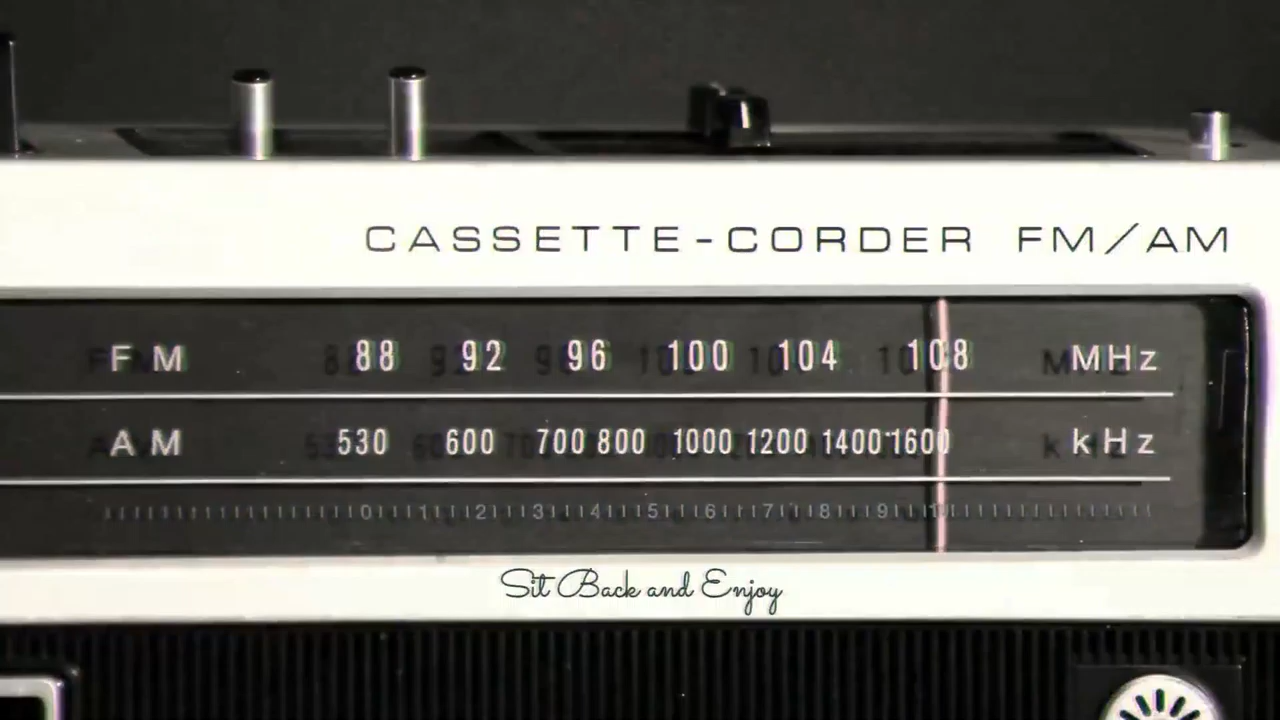 CASSETTE-CORDER FM/AM
FM 88 92 96 100 104 108 MHz
AM 530 600 700 800 1000 1200 1400 1600 kHz
0 1 2 3 4 5 6 7 8 9 10
Sit Back and Enjoy